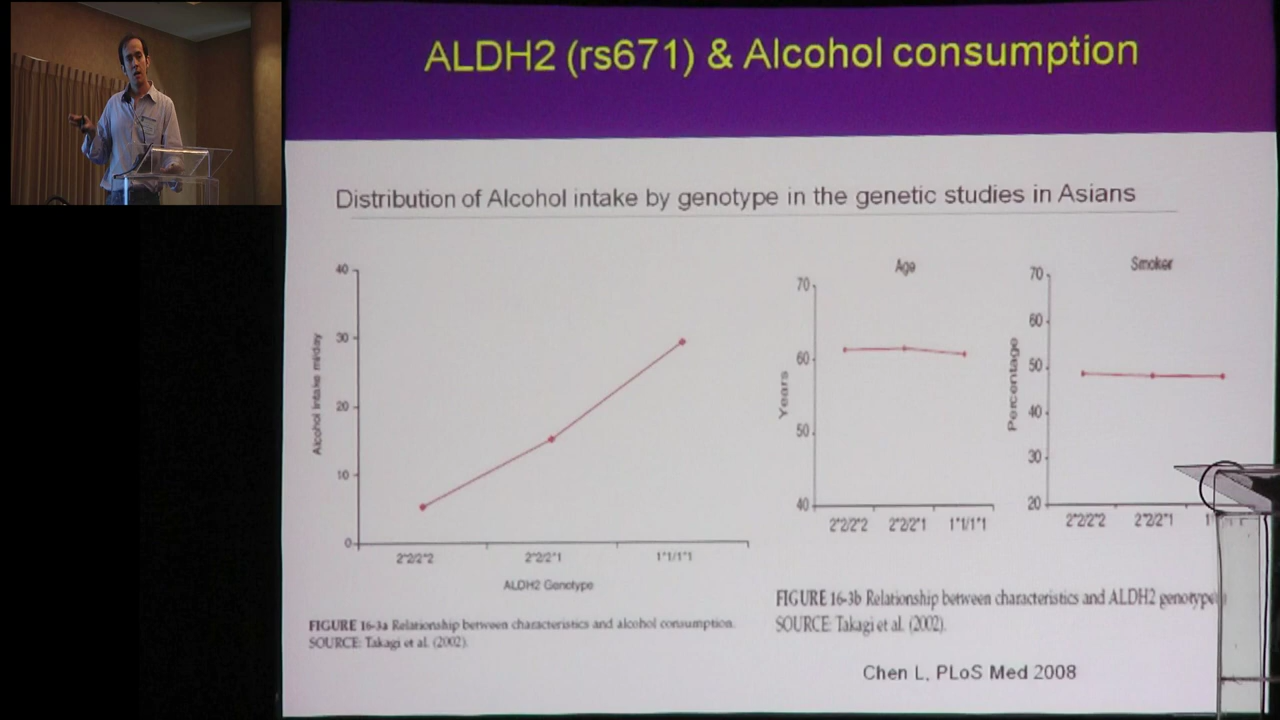 ALDH2 (rs671) & Alcohol consumption
Distribution of Alcohol intake by genotype in the genetic studies in Asians
40
30
20
10
0
Alcohol intake ml/day
2*2/2*2
2*2/2*1
1*1/1*1
ALDH2 Genotype
FIGURE 16-3a Relationship between characteristics and alcohol consumption.
SOURCE: Takagi et al. (2002).
Age
70
60
50
40
Years
2*2/2*2
2*2/2*1
1*1/1*1
Smoker
70
60
50
40
30
20
Percentage
2*2/2*2
2*2/2*1
FIGURE 16-3b Relationship between characteristics and ALDH2 genotype
SOURCE: Takagi et al. (2002).
Chen L, PLoS Med 2008